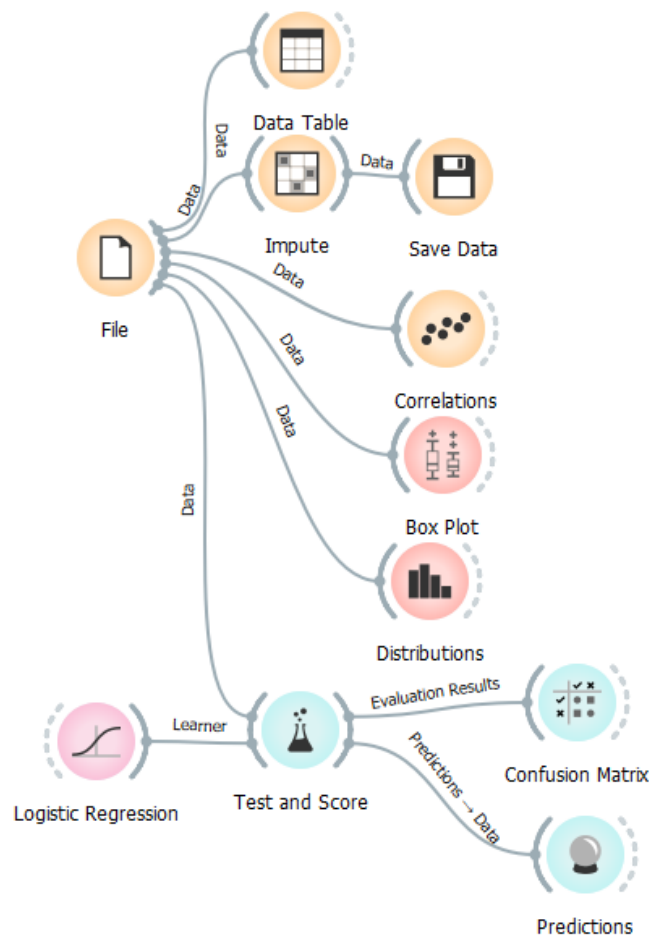 Data Table
Data
Data
Data
Impute
Save Data
File
Data
Correlations
Data
Box Plot
Data
Distributions
Data
Evaluation Results
Learner
Confusion Matrix
Test and Score
Logistic Regression
Predictions → Data
Predictions